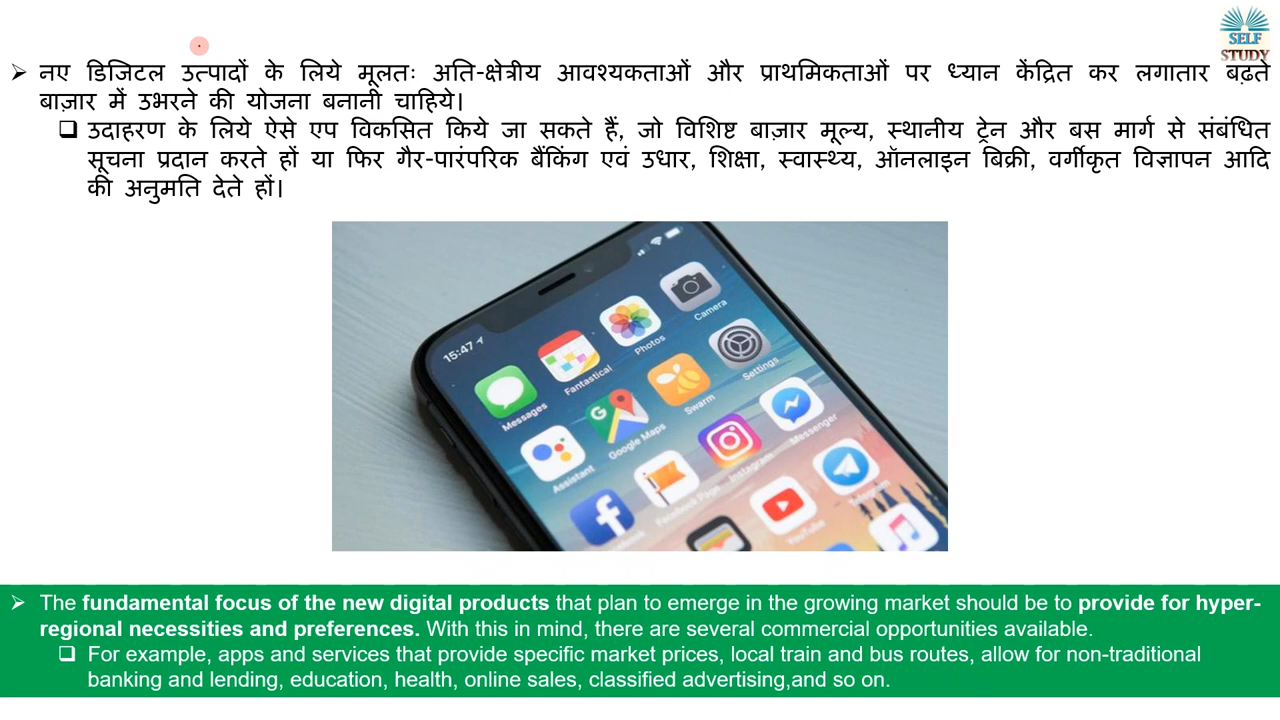 SELF
STUDY
➢ नए डिजिटल उत्पादों के लिये मूलतः अति-क्षेत्रीय आवश्यकताओं और प्राथमिकताओं पर ध्यान केंद्रित कर लगातार बढ़ते
बाज़ार में उभरने की योजना बनानी चाहिये।
❑ उदाहरण के लिये ऐसे एप विकसित किये जा सकते हैं, जो विशिष्ट बाज़ार मूल्य, स्थानीय ट्रेन और बस मार्ग से संबंधित
सूचना प्रदान करते हों या फिर गैर-पारंपरिक बैंकिंग एवं उधार, शिक्षा, स्वास्थ्य, ऑनलाइन बिक्री, वर्गीकृत विज्ञापन आदि
की अनुमति देते हों।
15:47
Messages
Fantastical
Photos
Camera
Assistant
Google Maps
Swarm
Settings
Facebook Page
Instagram
Messenger
YouTube
Telegram
➢ The fundamental focus of the new digital products that plan to emerge in the growing market should be to provide for hyper-
regional necessities and preferences. With this in mind, there are several commercial opportunities available.
❑ For example, apps and services that provide specific market prices, local train and bus routes, allow for non-traditional
banking and lending, education, health, online sales, classified advertising,and so on.